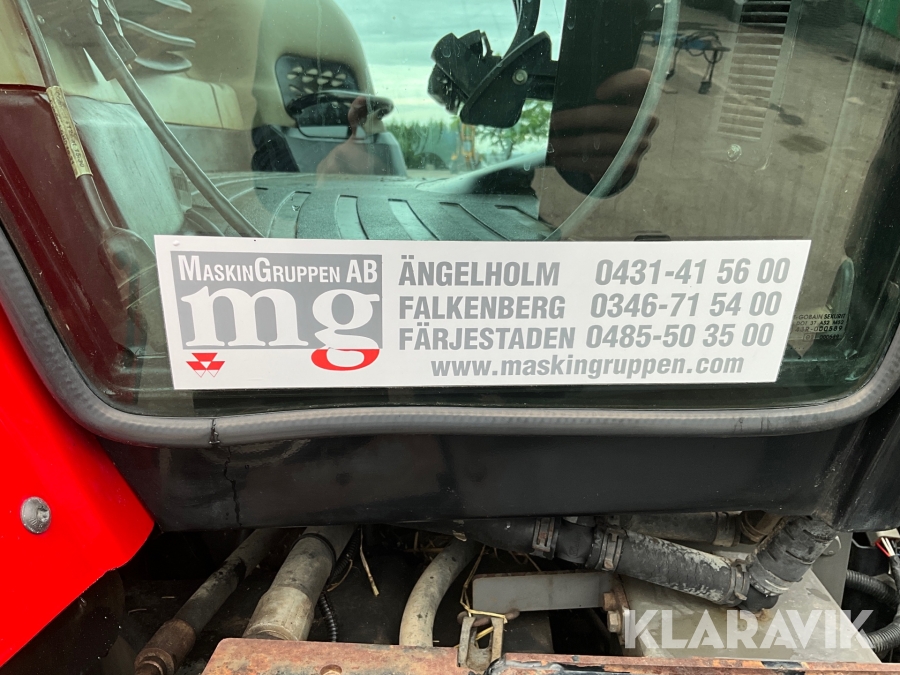 MASKINGRUPPEN AB
mg
ÄNGELHOLM 0431-41 56 00
FALKENBERG 0346-71 54 00
FÄRJESTADEN 0485-50 35 00
www.maskingruppen.com
KLARAVIK